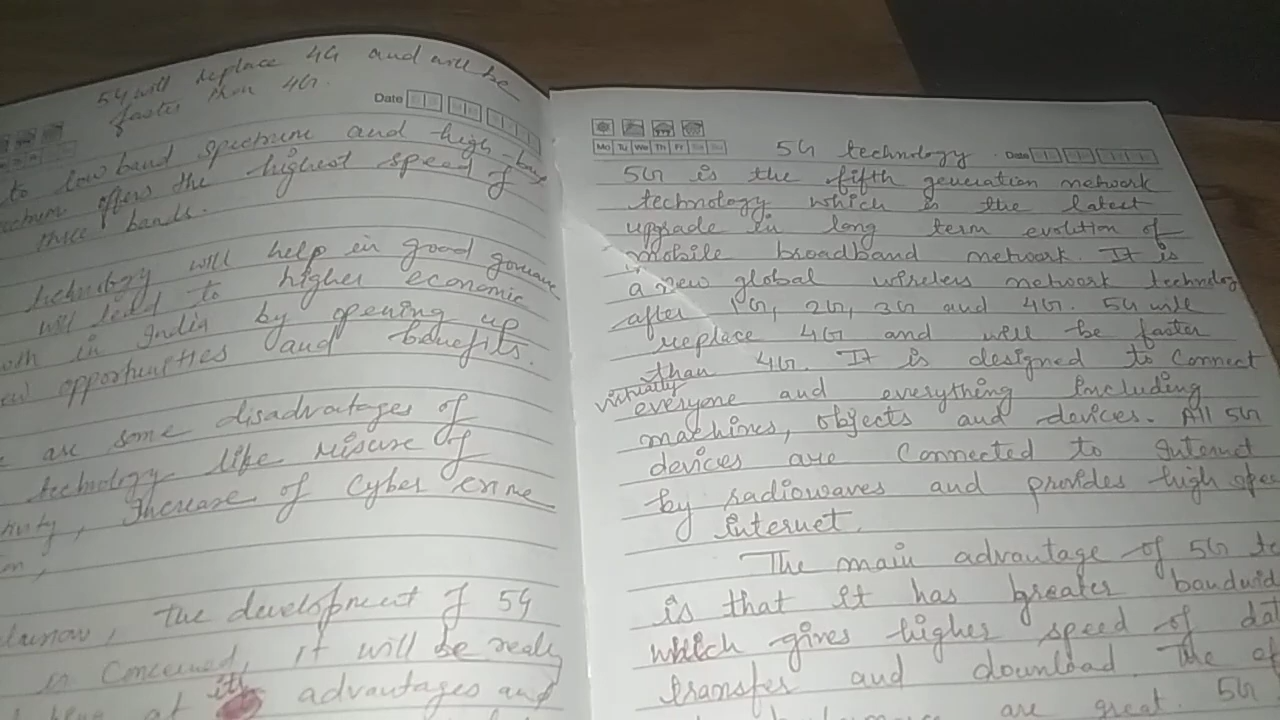 5G will replace 4G and will be
faster than 4G.
Date
to low band spectrum and high-
offers the highest speed of
three bands.
technology will help in good
will lead to higher economic
in India by opening up
opportunities and benefits.
are some disadvatages of
technology like misuse of
, Increase of Cyber crime
the development of 5G
is Concerned, it will be really
at its advantages and
Mo Tu We Th Fr Sa Su
5G technology. Date
5G is the fifth generation network
technology which is the latest
upgrade in long term evolution of
mobile broadband network. It is
a new global wireless network technology
after 1G, 2G, 3G and 4G. 5G will
replace 4G and will be faster
than 4G. It is designed to Connect
virtually
everyone and everything Including
machines, objects and devices. All 5G
devices are Connected to Internet
by radiowaves and provides high
internet.
The main advantage of 5G
is that It has greater
which gives higher speed of
transfer and download. The
are great. 5G